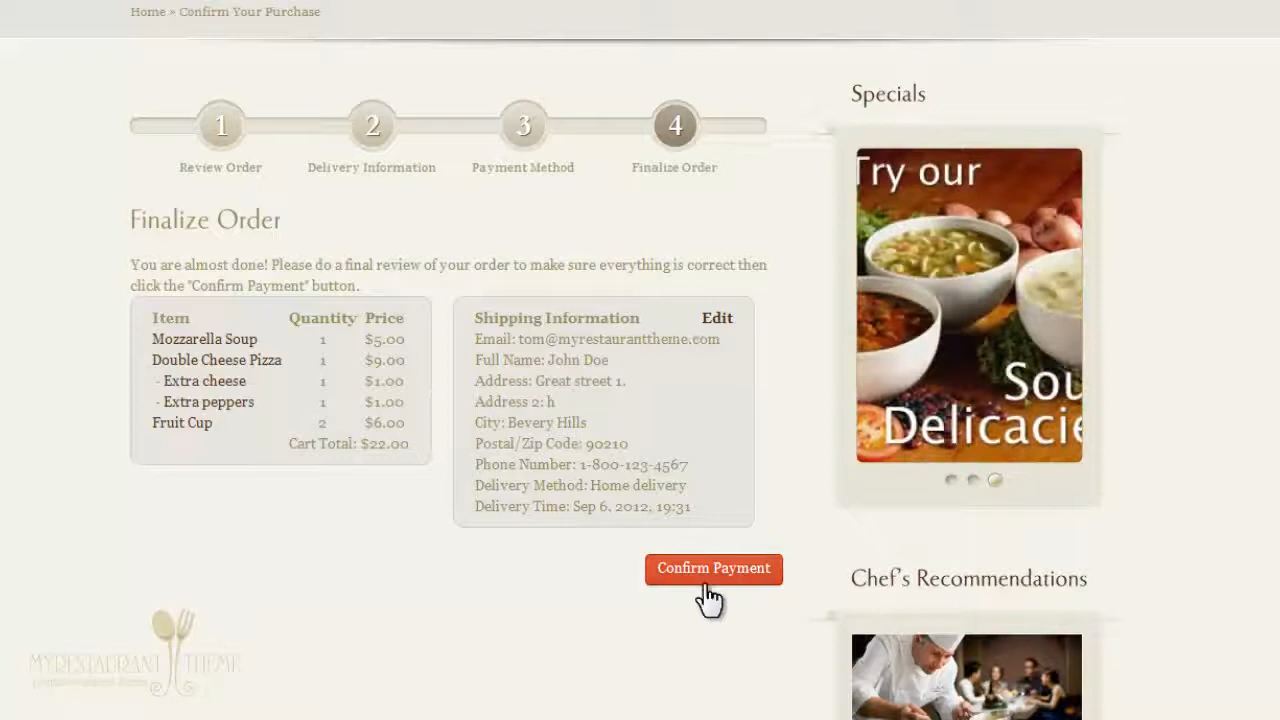 Home » Confirm Your Purchase
1 2 3 4
Review Order Delivery Information Payment Method Finalize Order
Finalize Order
You are almost done! Please do a final review of your order to make sure everything is correct then
click the "Confirm Payment" button.
Item Quantity Price
Mozzarella Soup 1 $5.00
Double Cheese Pizza 1 $9.00
- Extra cheese 1 $1.00
- Extra peppers 1 $1.00
Fruit Cup 2 $6.00
Cart Total: $22.00
Shipping Information Edit
Email: tom@myrestauranttheme.com
Full Name: John Doe
Address: Great street 1.
Address 2: h
City: Bevery Hills
Postal/Zip Code: 90210
Phone Number: 1-800-123-4567
Delivery Method: Home delivery
Delivery Time: Sep 6, 2012, 19:31
Confirm Payment
Specials
Try our
Sou
Delicacie
Chef's Recommendations
MYRESTAURANT THEME